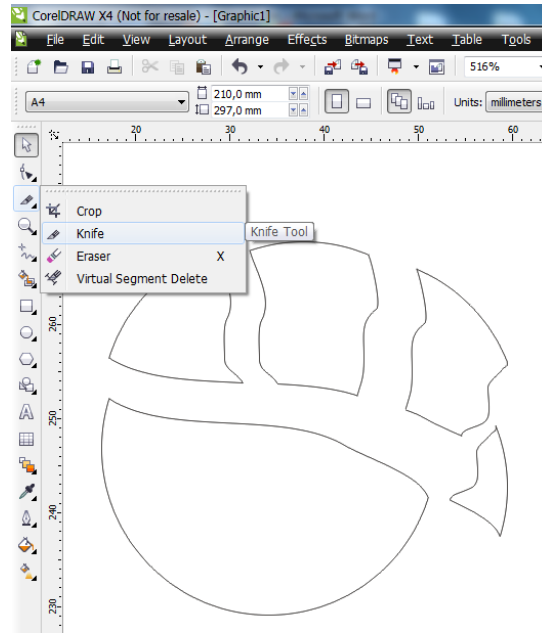 CorelDRAW X4 (Not for resale) - [Graphic1]
File Edit View Layout Arrange Effects Bitmaps Text Table Tools
516%
A4 210,0 mm Units: millimeters
297,0 mm
20 30 40 50 60
Crop
Knife Knife Tool
Eraser X
Virtual Segment Delete
260
250
240
230